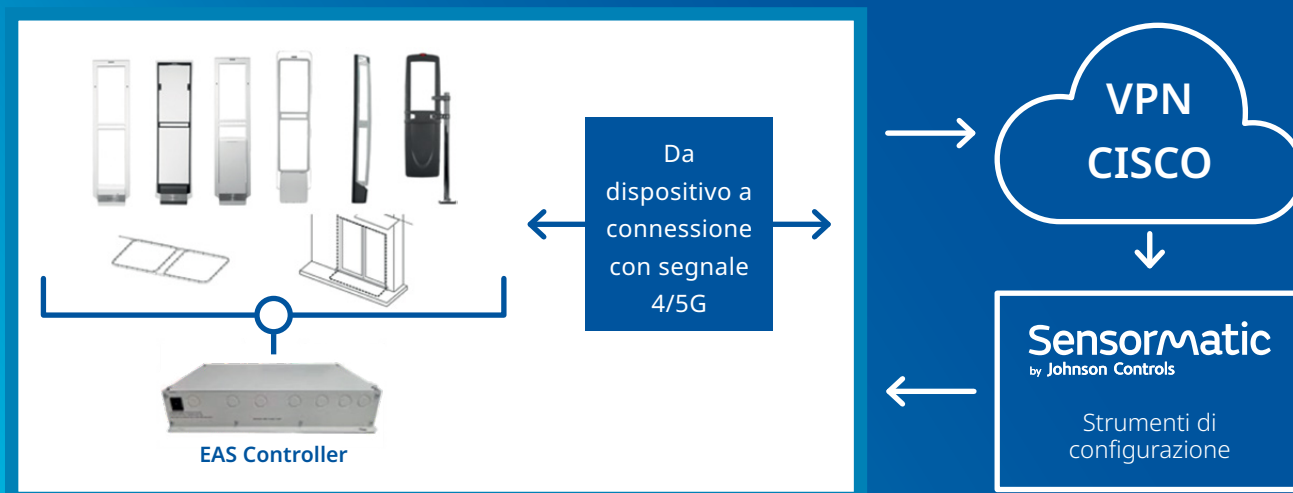 Da
dispositivo a
connessione
con segnale
4/5G
EAS Controller
VPN
CISCO
Sensormatic
by Johnson Controls
Strumenti di
configurazione